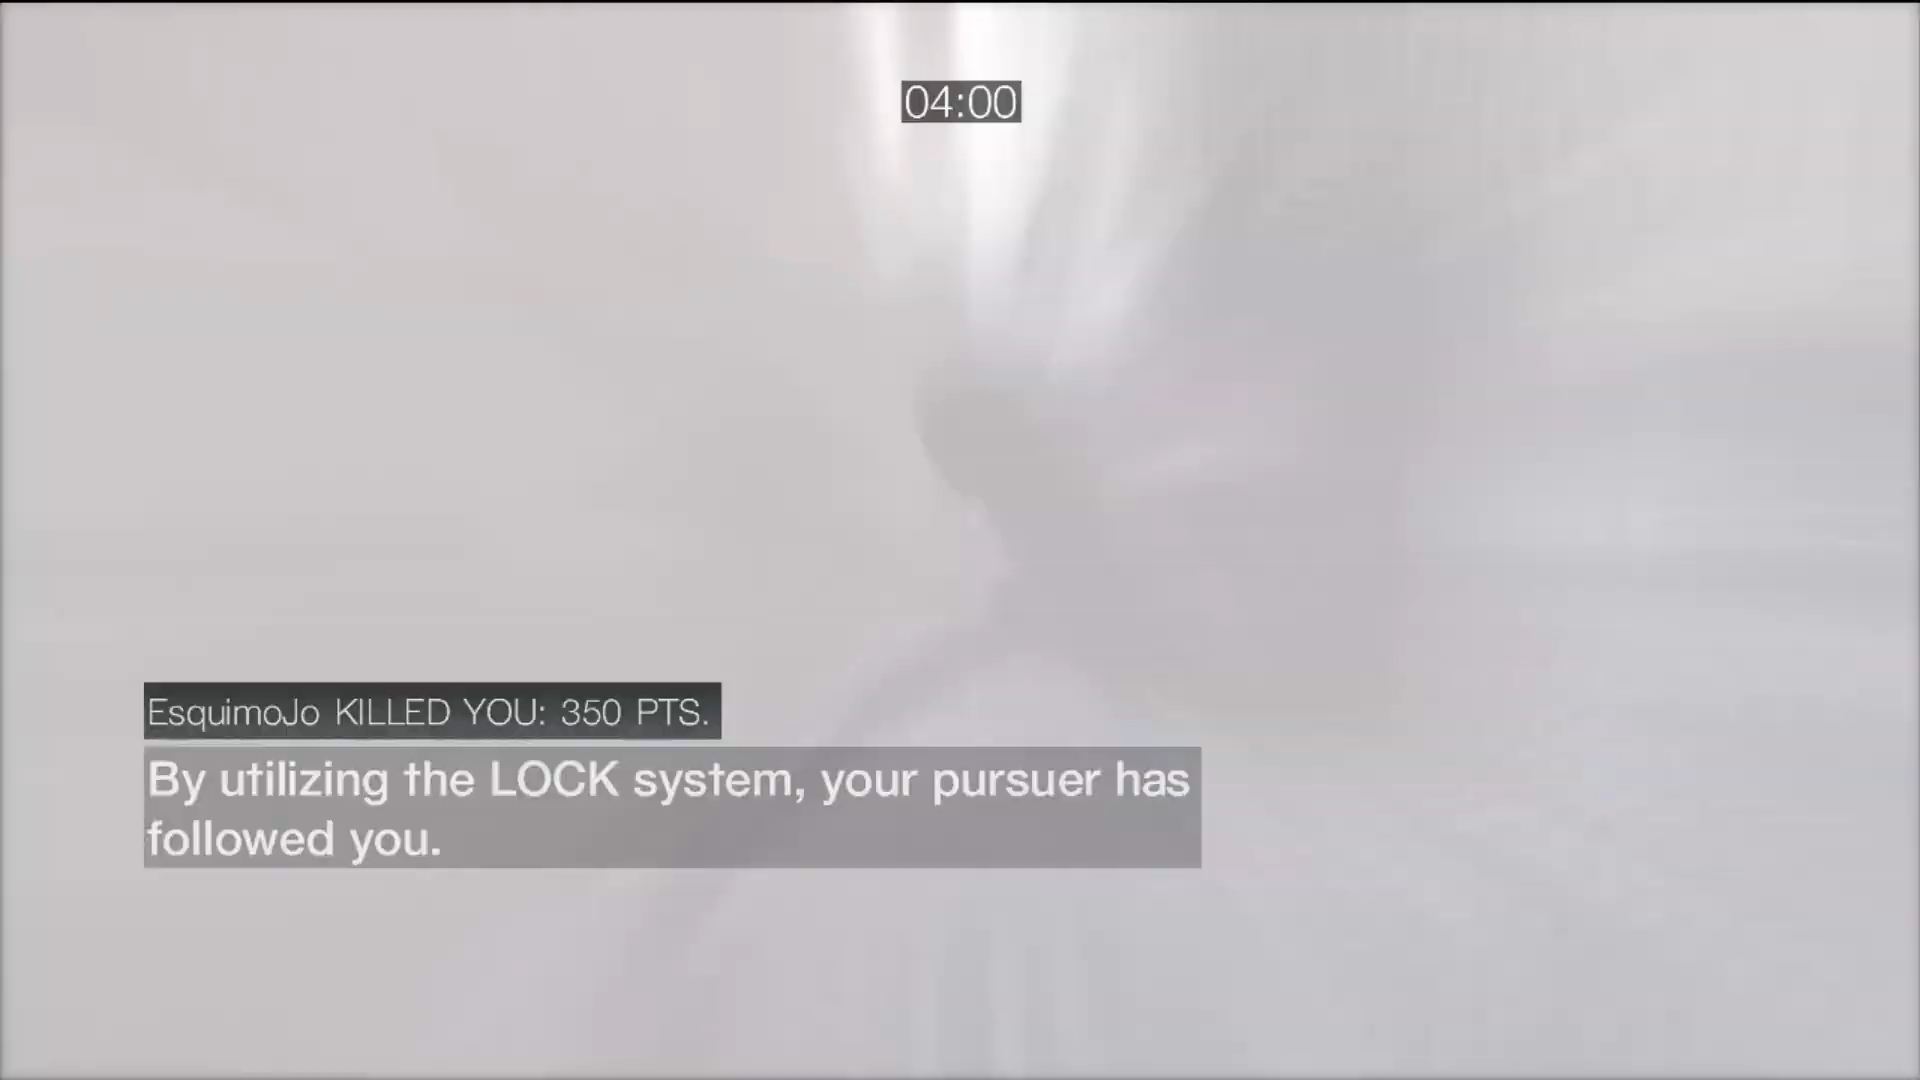 04:00
EsquimoJo KILLED YOU: 350 PTS.
By utilizing the LOCK system, your pursuer has
followed you.